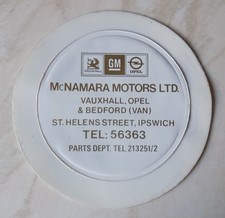 VAUXHALL GM OPEL
McNAMARA MOTORS LTD.
VAUXHALL, OPEL
& BEDFORD (VAN)
ST. HELENS STREET, IPSWICH
TEL: 56363
PARTS DEPT. TEL 213251/2